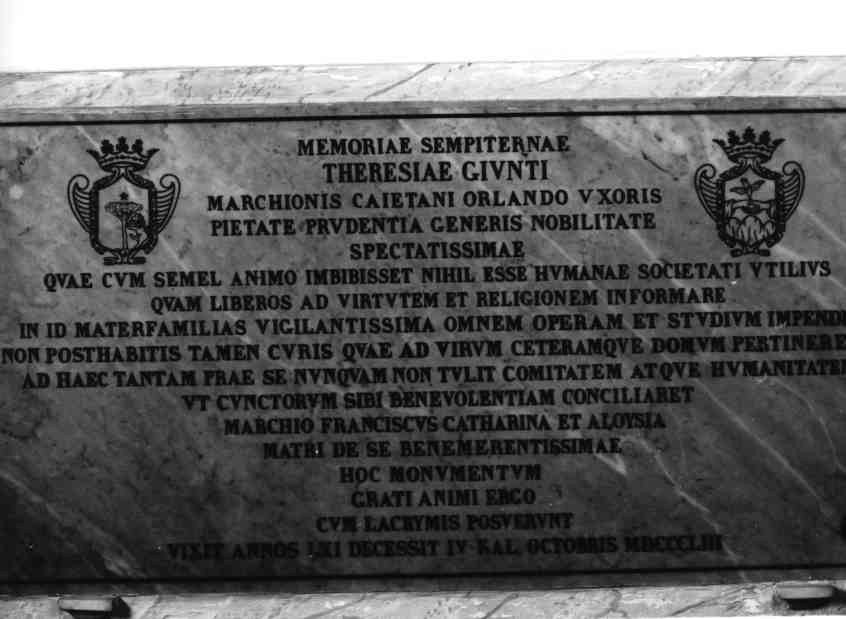 MEMORIAE SEMPITERNAE
THERESIAE GIVNTI
MARCHIONIS CAIETANI ORLANDO VXORIS
PIETATE PRVDENTIA GENERIS NOBILITATE
SPECTATISSIMAE
QVAE CVM SEMEL ANIMO IMBIBISSET NIHIL ESSE HVMANAE SOCIETATI VTILIVS
QVAM LIBEROS AD VIRTVTEM ET RELIGIONEM INFORMARE
IN ID MATERFAMILIAS VIGILANTISSIMA OMNEM OPERAM ET STVDIVM IMPENDI
NON POSTHABITIS TAMEN CVRIS QVAE AD VIRVM CETERAMQVE DOMVM PERTINERE
AD HAEC TANTAM PRAE SE NVNQVAM NON TVLIT COMITATEM ATQVE HVMANITATE
VT CVNCTORVM SIBI BENEVOLENTIAM CONCILIARET
MARCHIO FRANCISCVS CATHARINA ET ALOYSIA
MATRI DE SE BENEMERENTISSIMAE
HOC MONVMENTVM
GRATI ANIMI ERGO
CVM LACRYMIS POSVERVNT
VIXIT ANNOS LXI DECESSIT IV KAL OCTOBRIS MDCCCLIII